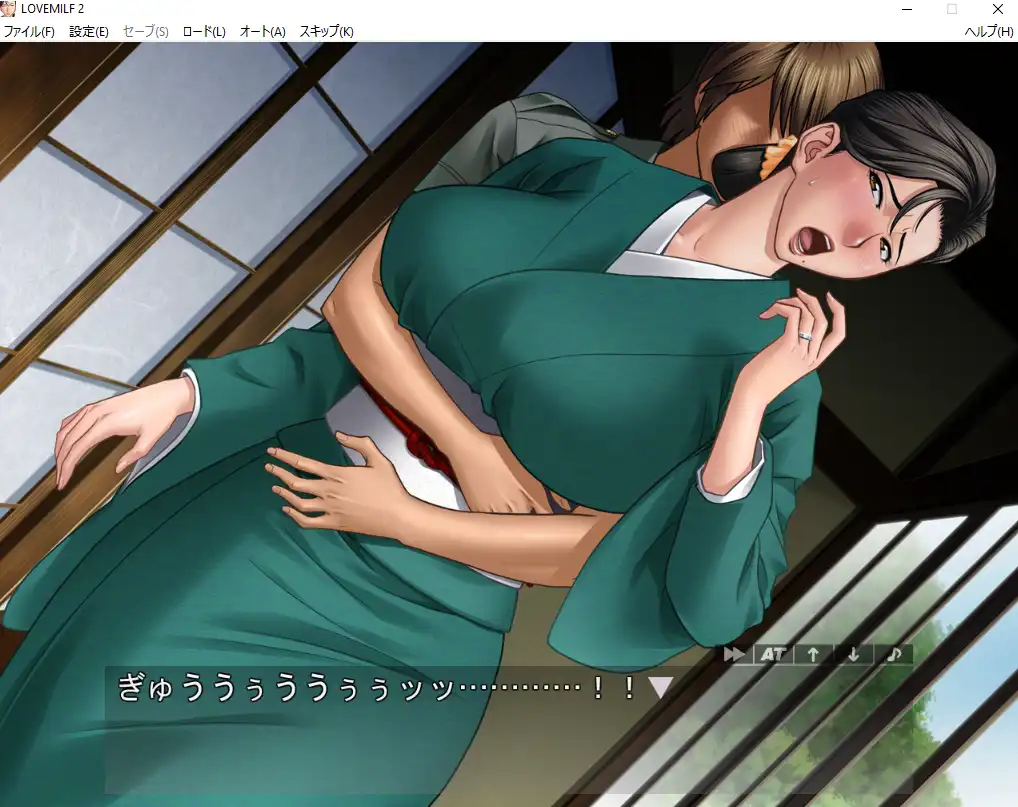 LOVEMILF 2
ファイル(F) 設定(E) セーブ(S) ロード(L) オート(A) スキップ(K) ヘルプ(H)
AT
ぎゅううぅううぅぅッッ…………！！